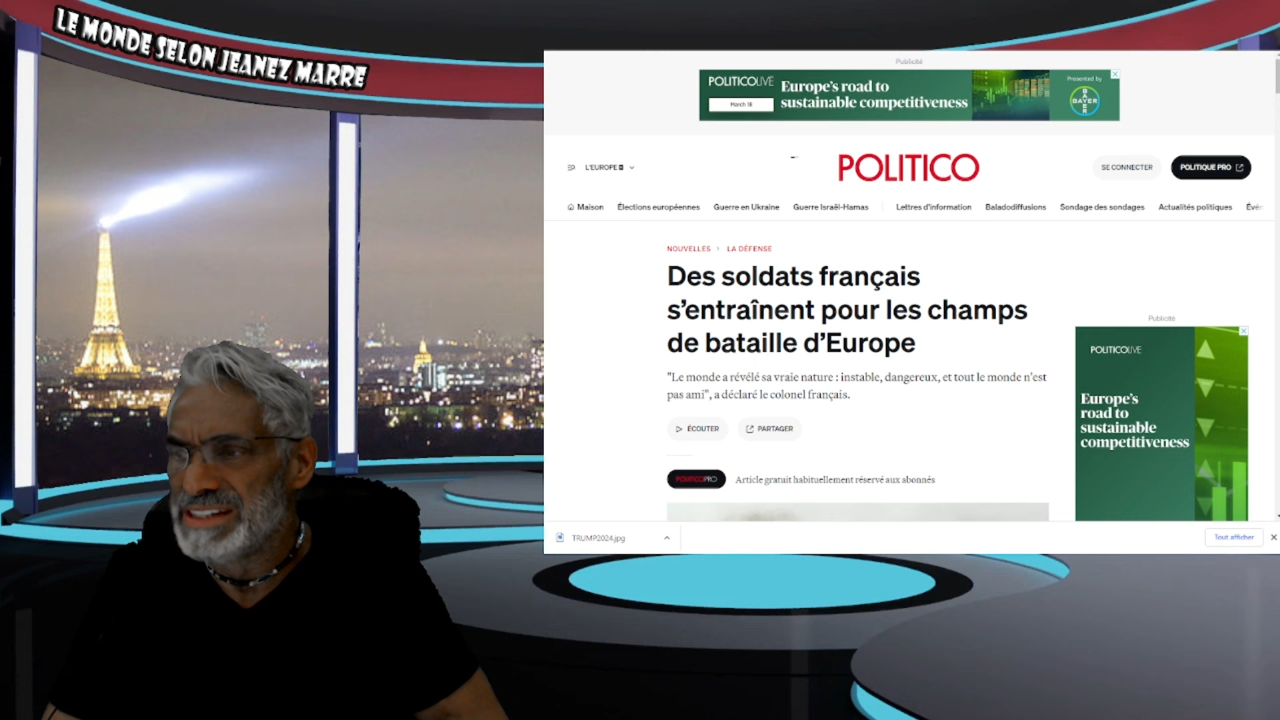 LE MONDE SELON JEANEZ MARRE
Publicité
POLITICOLIVE
March 18
Europe's road to
sustainable competitiveness
Presented by
BAYER
BAYER
L'EUROPE
POLITICO
SE CONNECTER
POLITIQUE PRO
Maison Élections européennes Guerre en Ukraine Guerre Israël-Hamas Lettres d'information Baladodiffusions Sondage des sondages Actualités politiques Évé
NOUVELLES > LA DÉFENSE
Des soldats français
s'entraînent pour les champs
de bataille d'Europe
"Le monde a révélé sa vraie nature : instable, dangereux, et tout le monde n'est
pas ami", a déclaré le colonel français.
ÉCOUTER
PARTAGER
POLITICOPRO
Article gratuit habituellement réservé aux abonnés
Publicité
POLITICOLIVE
Europe's
road to
sustainable
competitiveness
TRUMP2024.jpg
Tout afficher